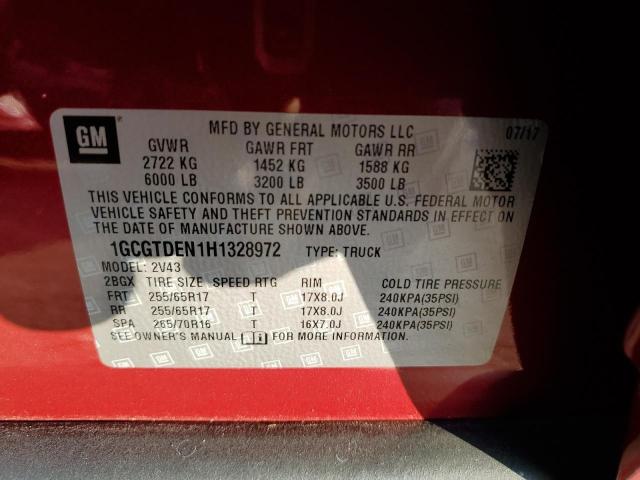 GM
MFD BY GENERAL MOTORS LLC 07/17
GVWR GAWR FRT GAWR RR
2722 KG 1452 KG 1588 KG
6000 LB 3200 LB 3500 LB
THIS VEHICLE CONFORMS TO ALL APPLICABLE U.S. FEDERAL MOTOR
VEHICLE SAFETY AND THEFT PREVENTION STANDARDS IN EFFECT ON
THE DATE OF MANUFACTURE SHOWN ABOVE.
1GCGTDEN1H1328972 TYPE: TRUCK
MODEL: 2V43
2BGX TIRE SIZE SPEED RTG RIM COLD TIRE PRESSURE
FRT 255/65R17 T 17X8.0J 240KPA(35PSI)
RR 255/65R17 T 17X8.0J 240KPA(35PSI)
SPA 265/70R16 T 16X7.0J 240KPA(35PSI)
SEE OWNER'S MANUAL FOR MORE INFORMATION.